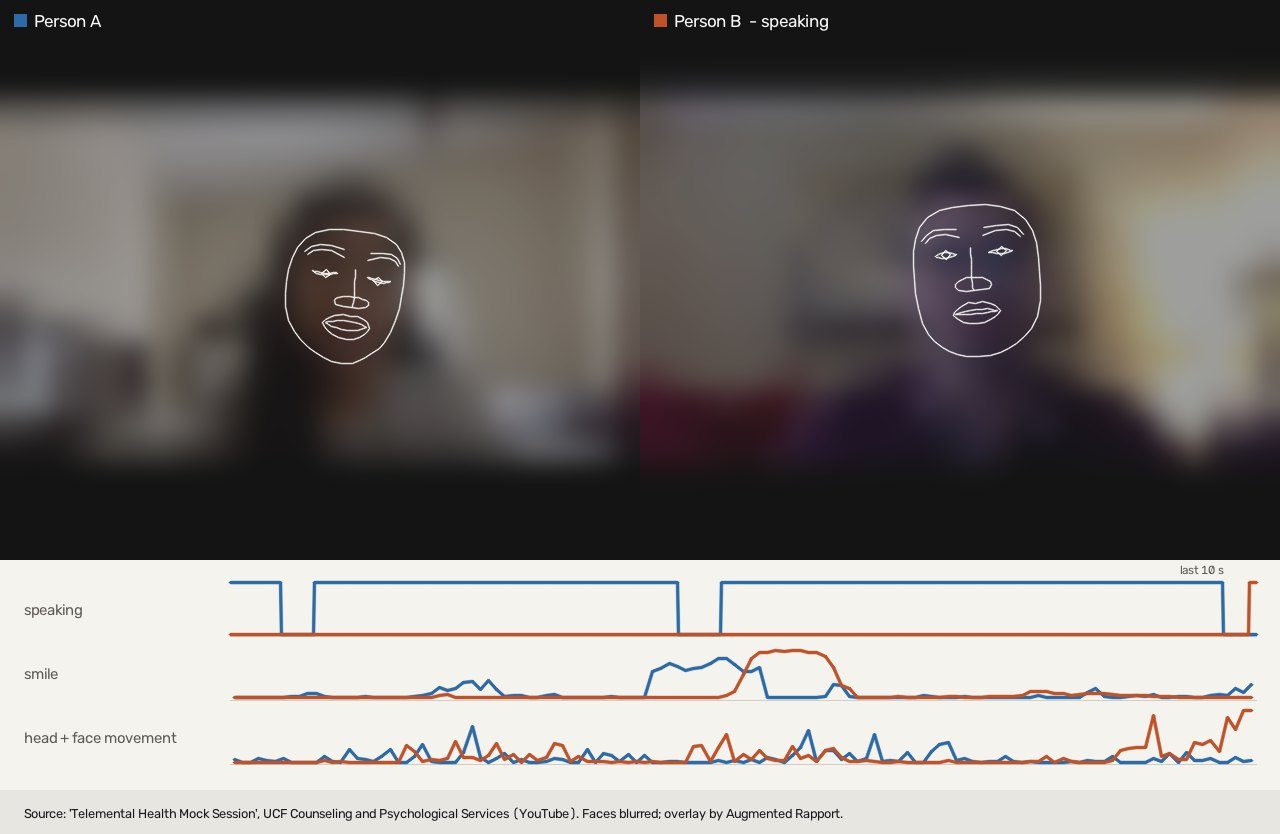 Person A
Person B - speaking
last 10 s
speaking
smile
head + face movement
Source: 'Telemental Health Mock Session', UCF Counseling and Psychological Services (YouTube). Faces blurred; overlay by Augmented Rapport.